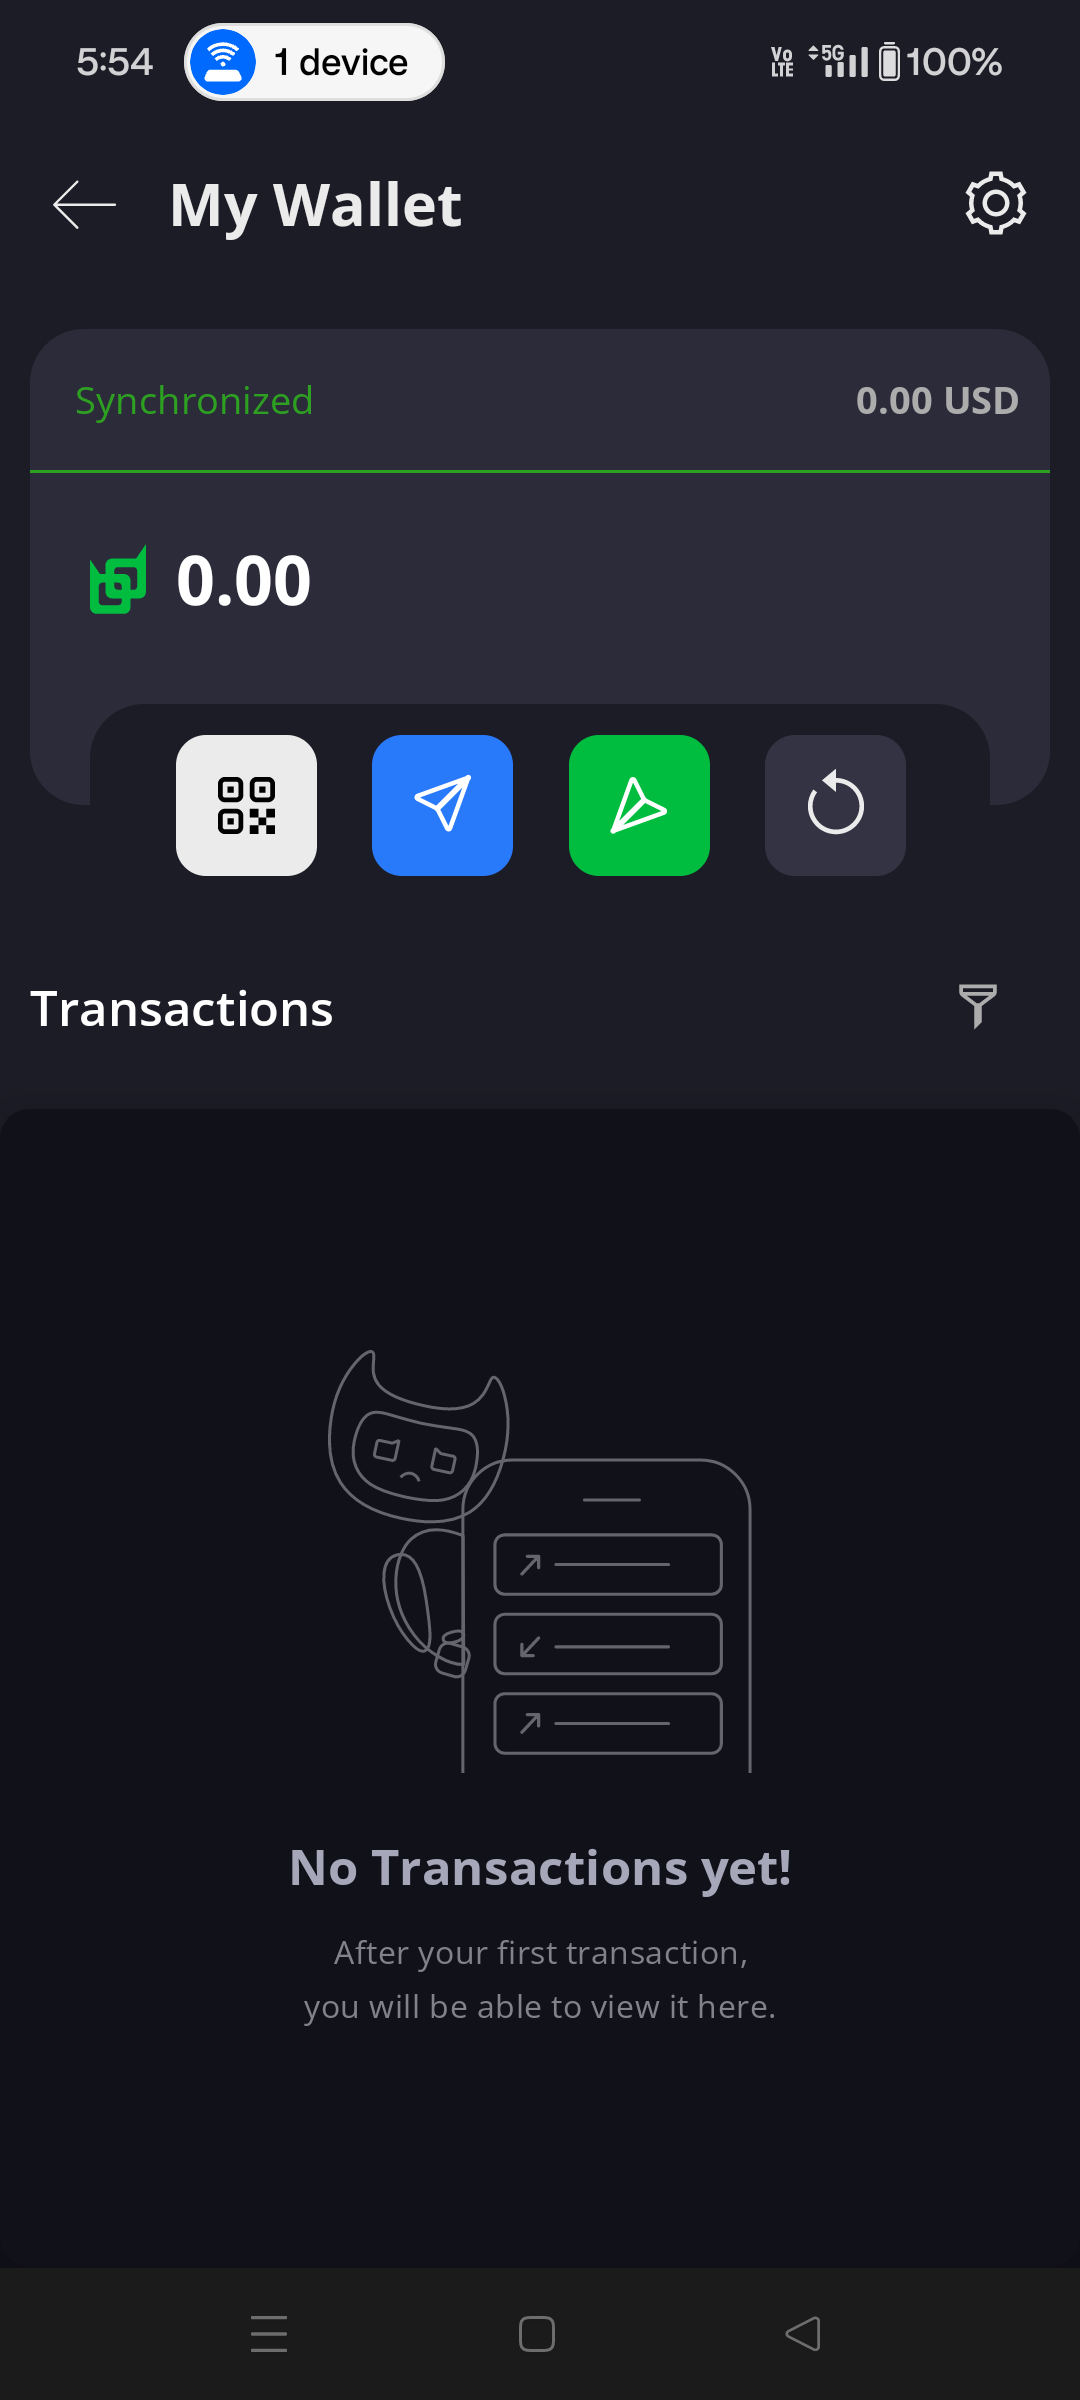 5:54
1 device
Vo LTE
5G
100%
My Wallet
Synchronized
0.00 USD
0.00
Transactions
No Transactions yet!
After your first transaction,
you will be able to view it here.